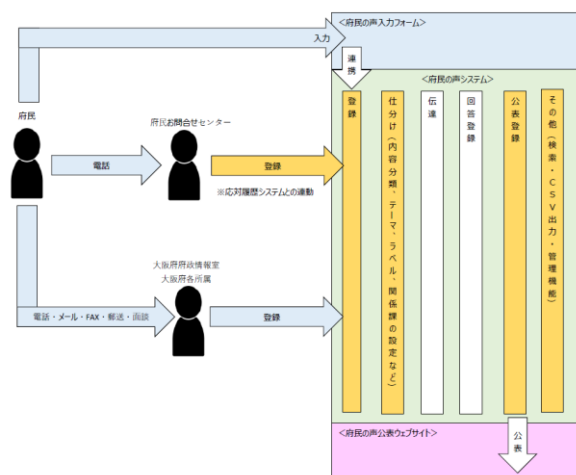 <府民の声入力フォーム>
入力
連携
<府民の声システム>
府民
府民お問合せセンター
電話
登録
※応対履歴システムとの連動
大阪府府政情報室
大阪府各所属
電話・メール・FAX・郵送・面談
登録
登録
仕分け(内容分類、テーマ、ラベル、関係課の設定など)
伝達
回答登録
公表登録
その他(検索・CSV出力・管理機能)
<府民の声公表ウェブサイト>
公表